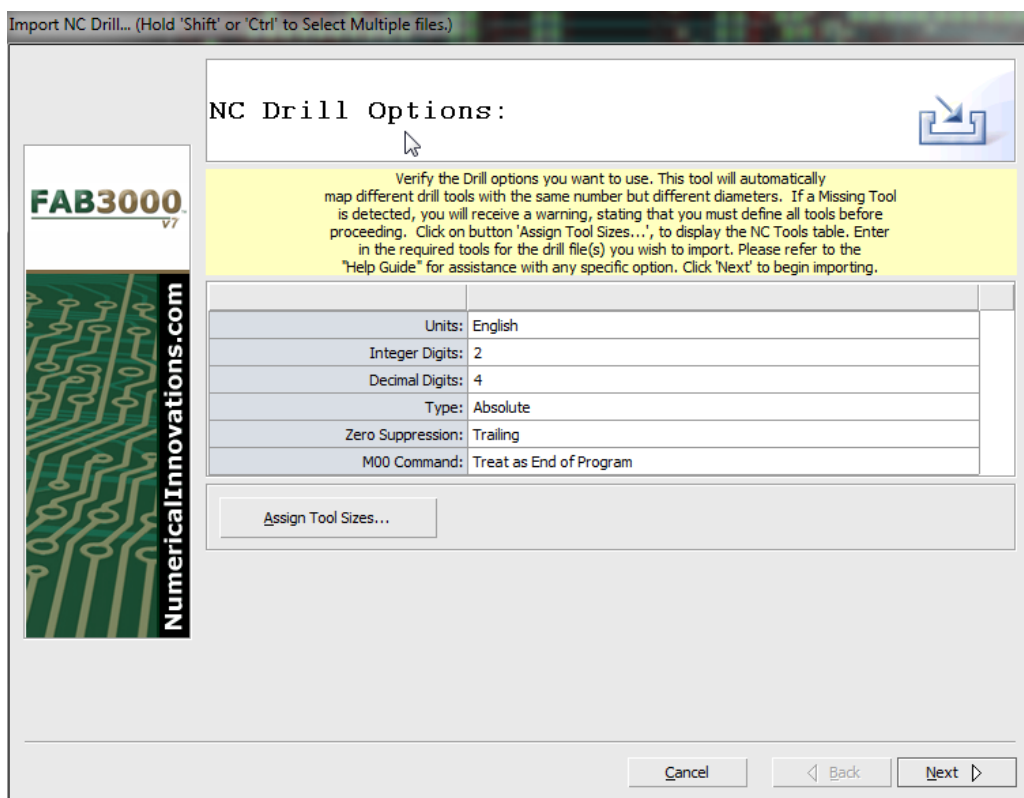 Import NC Drill... (Hold 'Shift' or 'Ctrl' to Select Multiple files.)
NC Drill Options:
FAB3000
V7
NumericalInnovations.com
Verify the Drill options you want to use. This tool will automatically
map different drill tools with the same number but different diameters. If a Missing Tool
is detected, you will receive a warning, stating that you must define all tools before
proceeding. Click on button 'Assign Tool Sizes...', to display the NC Tools table. Enter
in the required tools for the drill file(s) you wish to import. Please refer to the
"Help Guide" for assistance with any specific option. Click 'Next' to begin importing.
Units: English
Integer Digits: 2
Decimal Digits: 4
Type: Absolute
Zero Suppression: Trailing
M00 Command: Treat as End of Program
Assign Tool Sizes...
Cancel
Back
Next